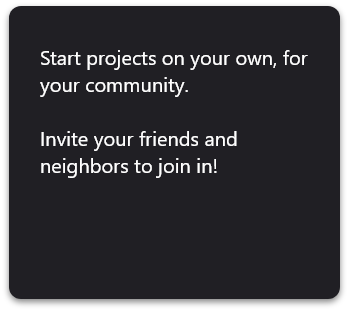 Start projects on your own, for
your community.
Invite your friends and
neighbors to join in!